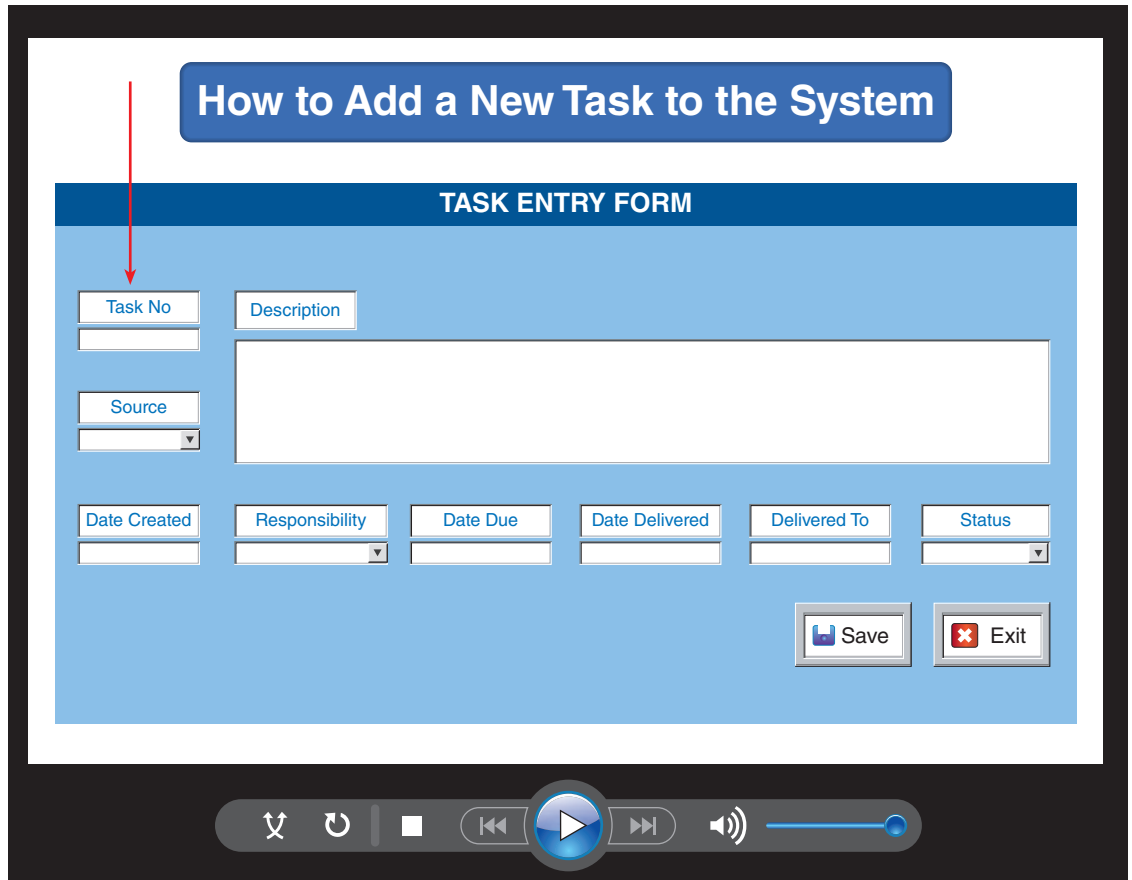 How to Add a New Task to the System
TASK ENTRY FORM
Task No
Description
Source
Date Created
Responsibility
Date Due
Date Delivered
Delivered To
Status
Save
Exit